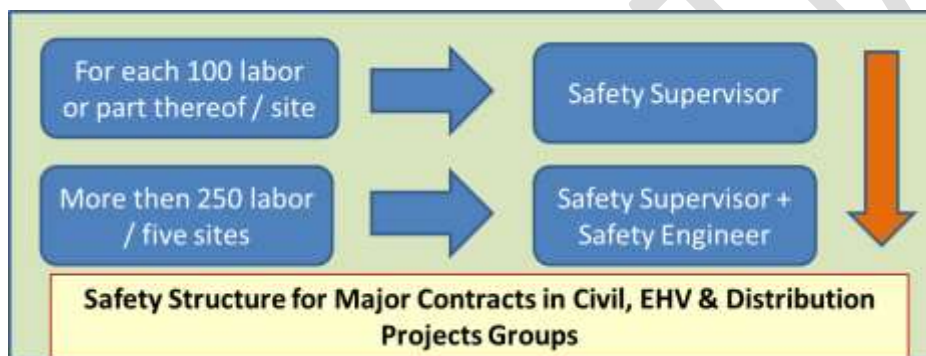 For each 100 labor
or part thereof / site
Safety Supervisor
More then 250 labor
/ five sites
Safety Supervisor +
Safety Engineer
Safety Structure for Major Contracts in Civil, EHV & Distribution
Projects Groups